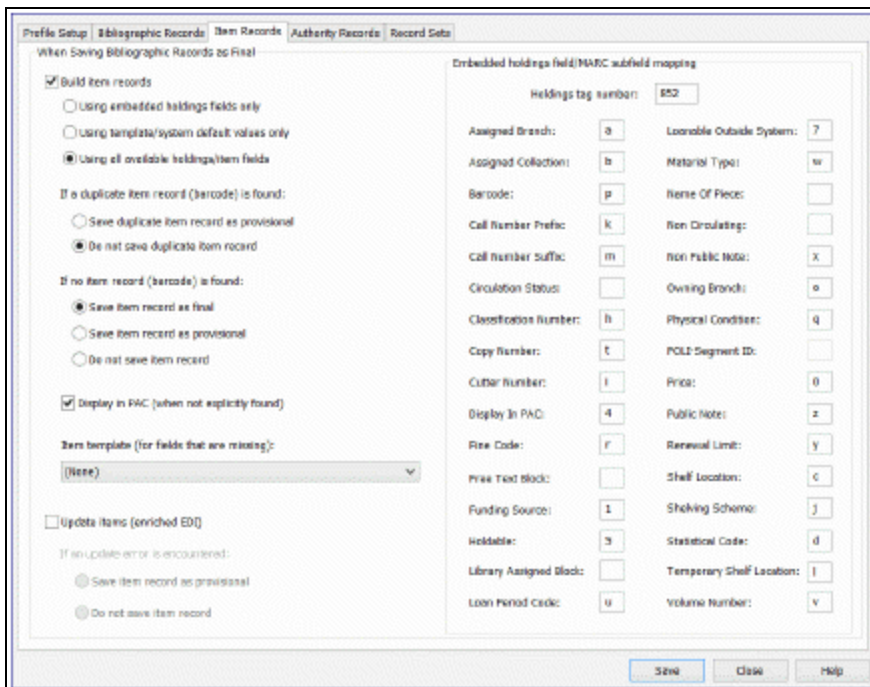 Profile Setup Bibliographic Records Item Records Authority Records Record Sets
When Saving Bibliographic Records as Final
Build item records
Using embedded holdings fields only
Using template/system default values only
Using all available holdings/item fields
If a duplicate item record (barcode) is found:
Save duplicate item record as provisional
Do not save duplicate item record
If no item record (barcode) is found:
Save item record as final
Save item record as provisional
Do not save item record
Display in PAC (when not explicitly found)
Item template (for fields that are missing):
(None)
Update items (enriched EDI)
If an update error is encountered:
Save item record as provisional
Do not save item record
Embedded holdings field/MARC subfield mapping
Holdings tag number: 852
Assigned Branch: a Loanable Outside System: 7
Assigned Collection: b Material Type: w
Barcode: p Name Of Piece:
Call Number Prefix: k Non Circulating:
Call Number Suffix: m Non Public Note: x
Circulation Status: Owning Branch: o
Classification Number: h Physical Condition: q
Copy Number: t POLI Segment ID:
Cutter Number: i Price: 0
Display In PAC: 4 Public Note: z
Fine Code: r Renewal Limit: y
Free Text Block: Shelf Location: c
Funding Source: 1 Shelving Scheme: j
Holdable: Statistical Code: d
Library Assigned Block: Temporary Shelf Location: l
Loan Period Code: u Volume Number: v
Save Close Help